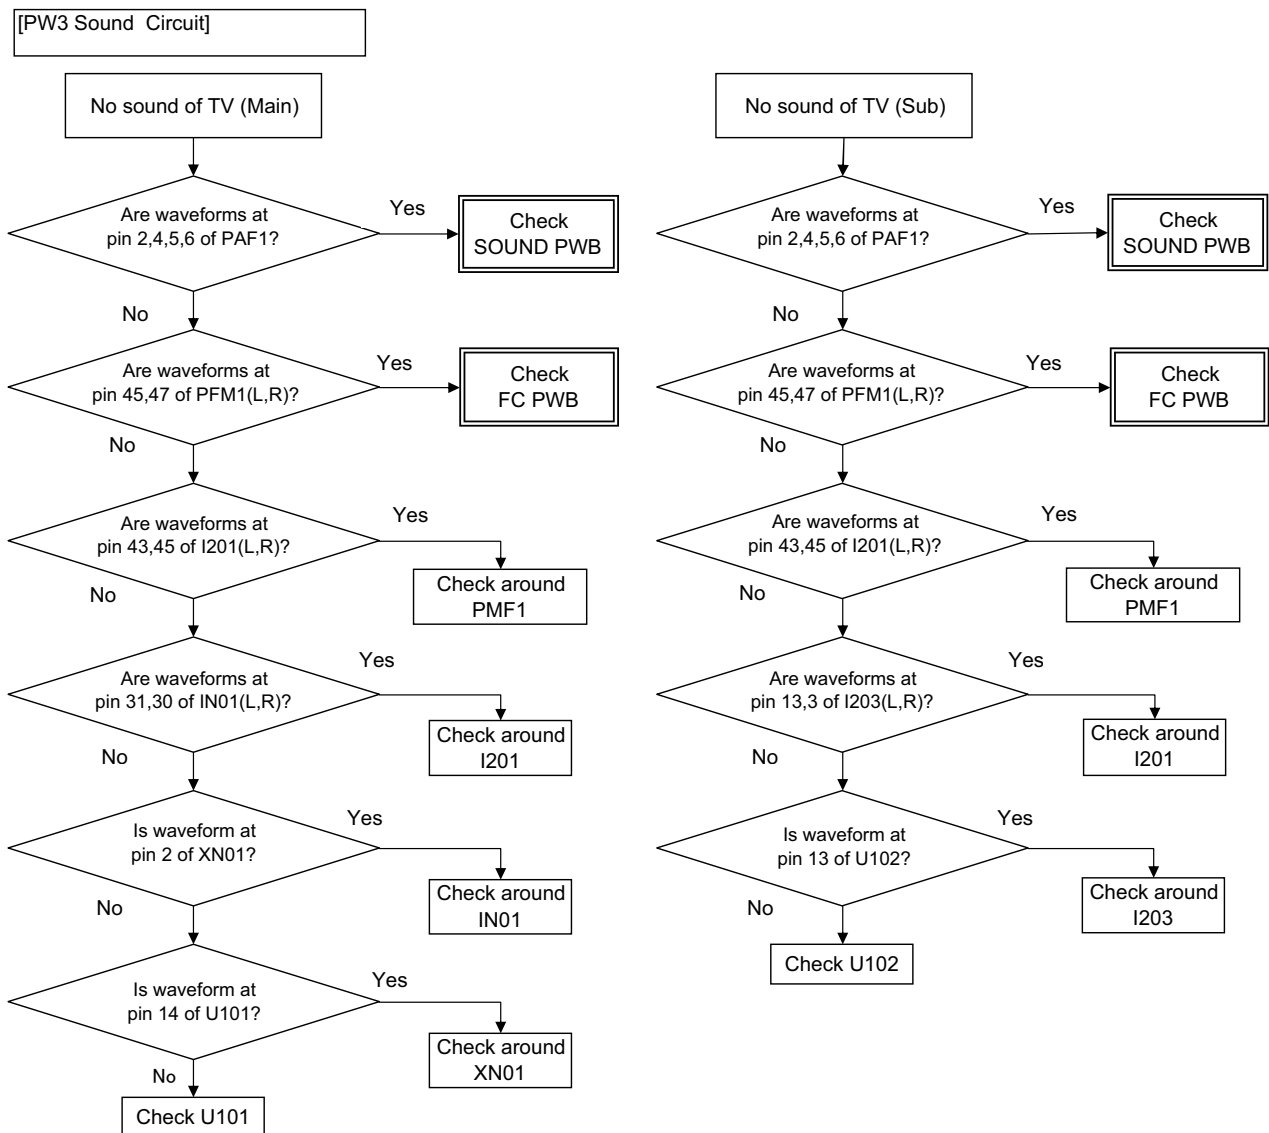 [PW3 Sound  Circuit]
No sound of TV (Main)
Are waveforms at
pin 2,4,5,6 of PAF1?
Yes
Check
SOUND PWB
No
Are waveforms at
pin 45,47 of PFM1(L,R)?
Yes
Check
FC PWB
No
Are waveforms at
pin 43,45 of I201(L,R)?
Yes
Check around
PMF1
No
Are waveforms at
pin 31,30 of IN01(L,R)?
Yes
Check around
I201
No
Is waveform at
pin 2 of XN01?
Yes
Check around
IN01
No
Is waveform at
pin 14 of U101?
Yes
Check around
XN01
No
Check U101
No sound of TV (Sub)
Are waveforms at
pin 2,4,5,6 of PAF1?
Yes
Check
SOUND PWB
No
Are waveforms at
pin 45,47 of PFM1(L,R)?
Yes
Check
FC PWB
No
Are waveforms at
pin 43,45 of I201(L,R)?
Yes
Check around
PMF1
No
Are waveforms at
pin 13,3 of I203(L,R)?
Yes
Check around
I201
No
Is waveform at
pin 13 of U102?
Yes
Check around
I203
No
Check U102